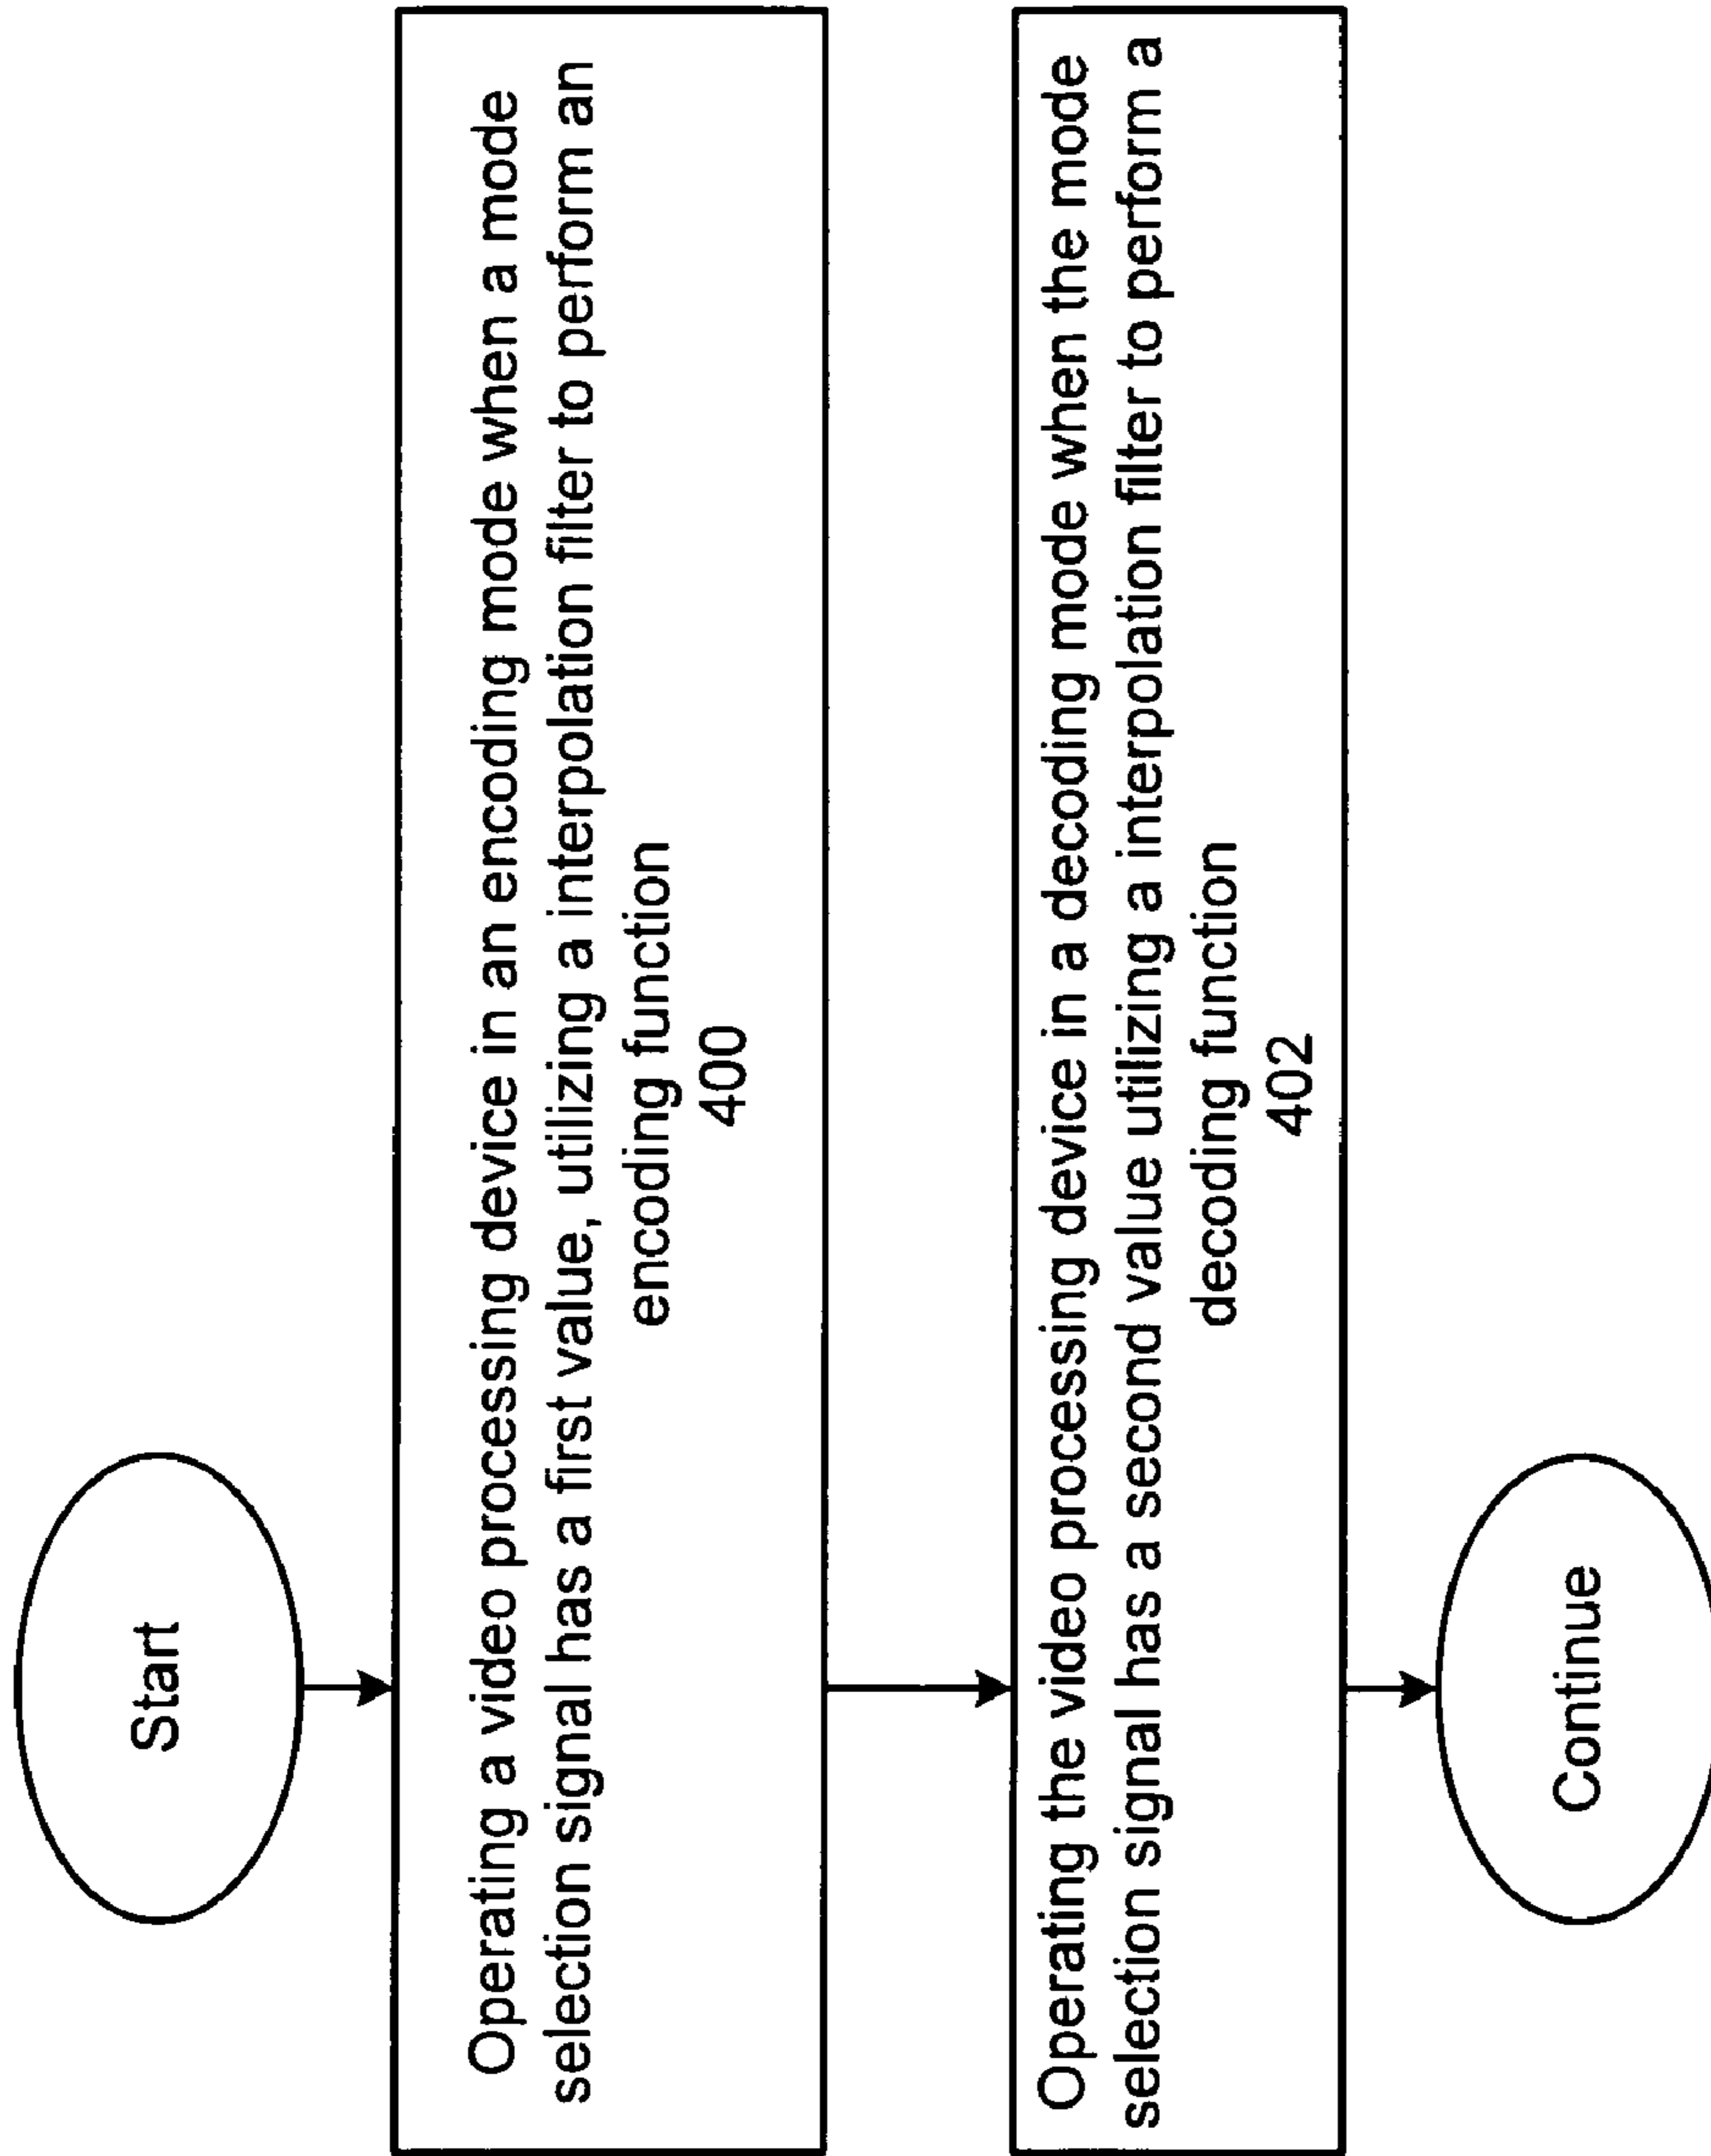 Start
Operating a video processing device in an encoding mode when a mode
selection signal has a first value, utilizing a interpolation filter to perform an
encoding function
400
Operating the video processing device in a decoding mode when the mode
selection signal has a second value utilizing a interpolation filter to perform a
decoding function
402
Continue